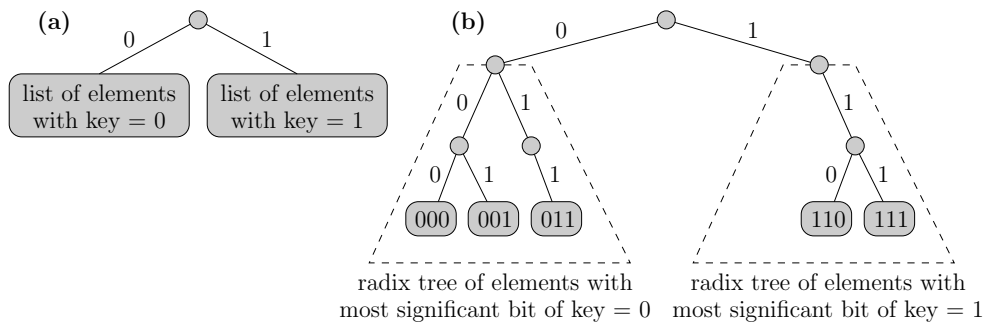 (a)
0
1
list of elements
with key = 0
list of elements
with key = 1
(b)
0
1
0
1
1
0
1
1
0
1
000
001
011
110
111
radix tree of elements with
most significant bit of key = 0
radix tree of elements with
most significant bit of key = 1